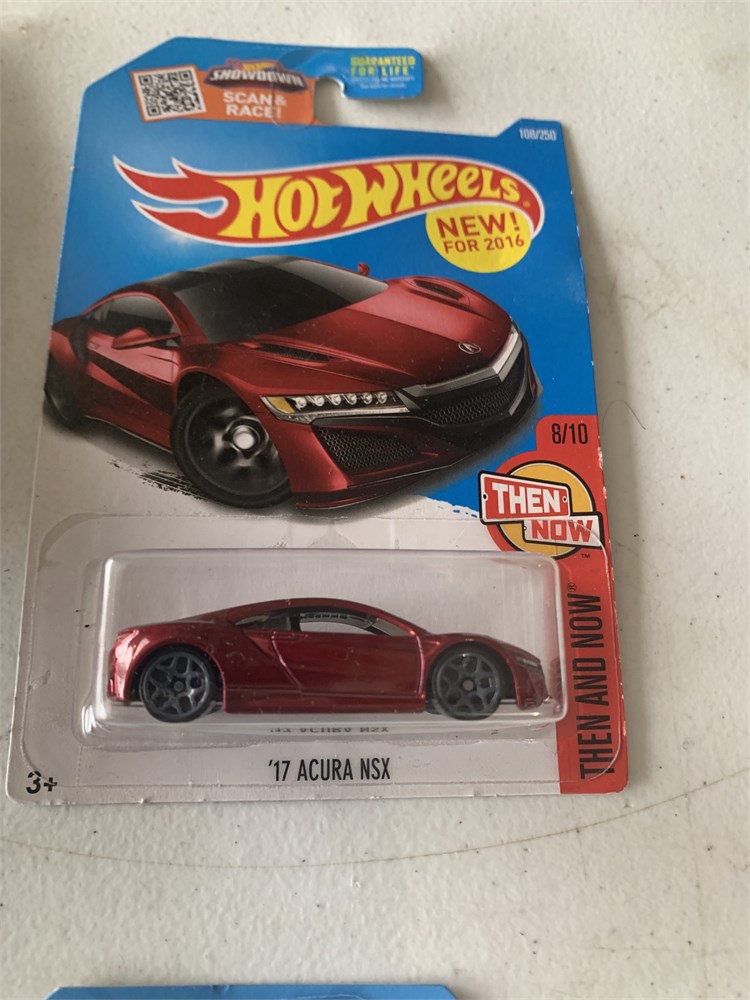 SHOWDOWN
SCAN &
RACE!
GUARANTEED
FOR LIFE
108/250
HOT WHEELS
NEW!
FOR 2016
8/10
THEN
NOW
™
THEN AND NOW®
'17 ACURA NSX
3+